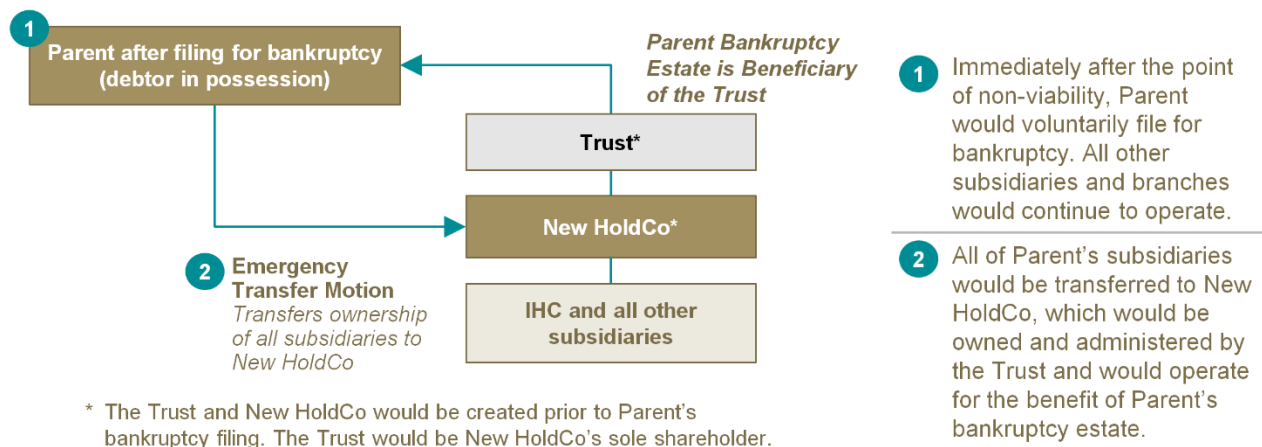 1
Parent after filing for bankruptcy
(debtor in possession)
Parent Bankruptcy
Estate is Beneficiary
of the Trust
Trust*
New HoldCo*
2 Emergency
Transfer Motion
Transfers ownership
of all subsidiaries to
New HoldCo
IHC and all other
subsidiaries
* The Trust and New HoldCo would be created prior to Parent's
bankruptcy filing. The Trust would be New HoldCo's sole shareholder.
1 Immediately after the point
of non-viability, Parent
would voluntarily file for
bankruptcy. All other
subsidiaries and branches
would continue to operate.
2 All of Parent's subsidiaries
would be transferred to New
HoldCo, which would be
owned and administered by
the Trust and would operate
for the benefit of Parent's
bankruptcy estate.